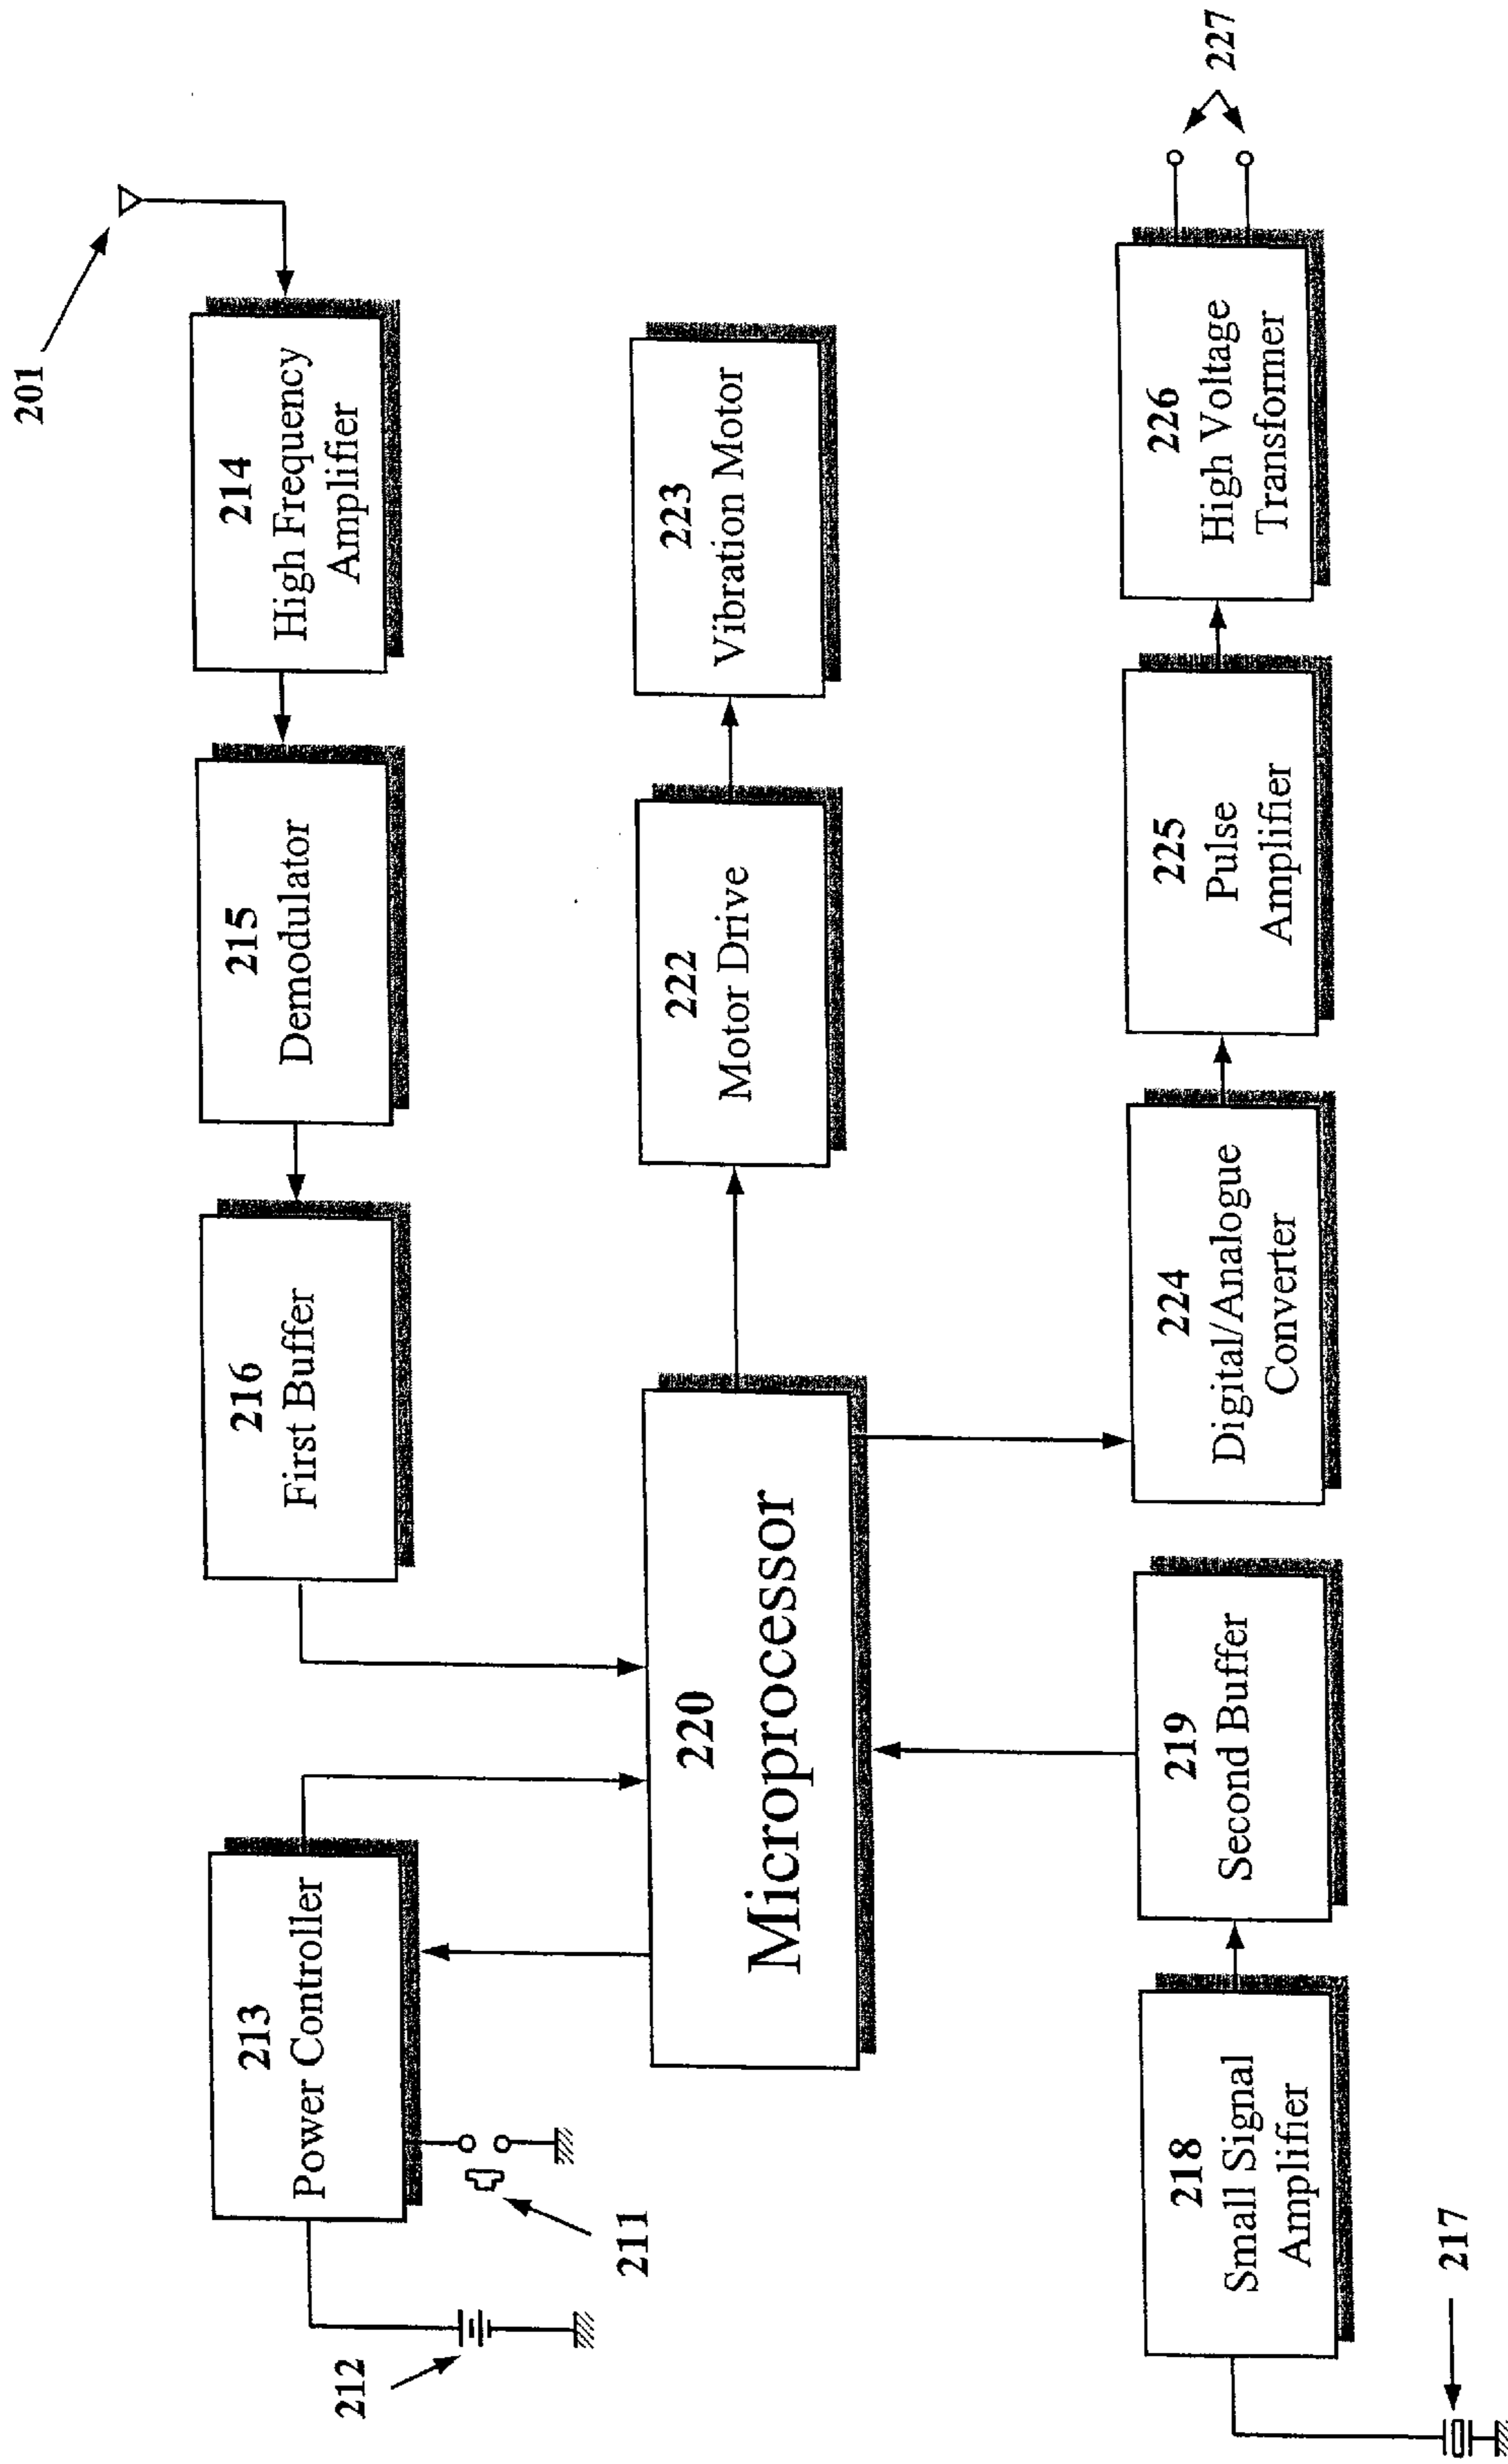 201
214
High Frequency
Amplifier
215
Demodulator
216
First Buffer
213
Power Controller
212
211
220
Microprocessor
222
Motor Drive
223
Vibration Motor
217
218
Small Signal
Amplifier
219
Second Buffer
224
Digital/Analogue
Converter
225
Pulse
Amplifier
226
High Voltage
Transformer
227